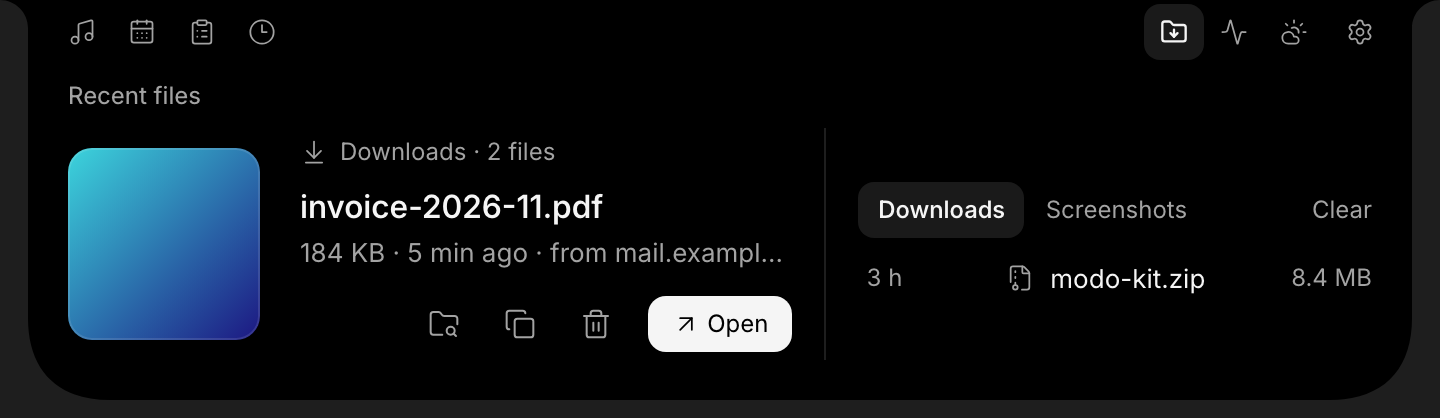 Recent files
Downloads · 2 files
invoice-2026-11.pdf
184 KB · 5 min ago · from mail.exampl...
Open
Downloads Screenshots Clear
3 h modo-kit.zip 8.4 MB